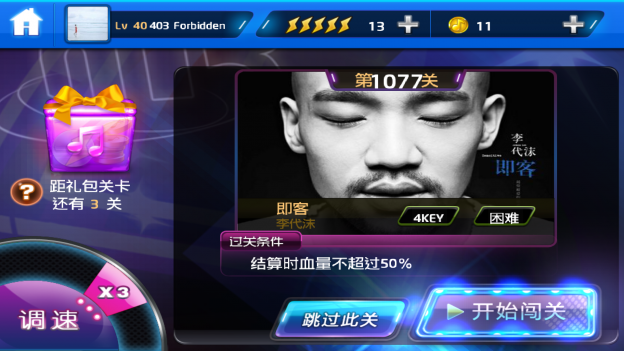 Lv 40 403 Forbidden
13
11
第1077关
李代沫
即客
距礼包关卡
还有 3 关
?
即客
李代沫
4KEY
困难
过关条件
结算时血量不超过50%
X3
调速
跳过此关
开始闯关